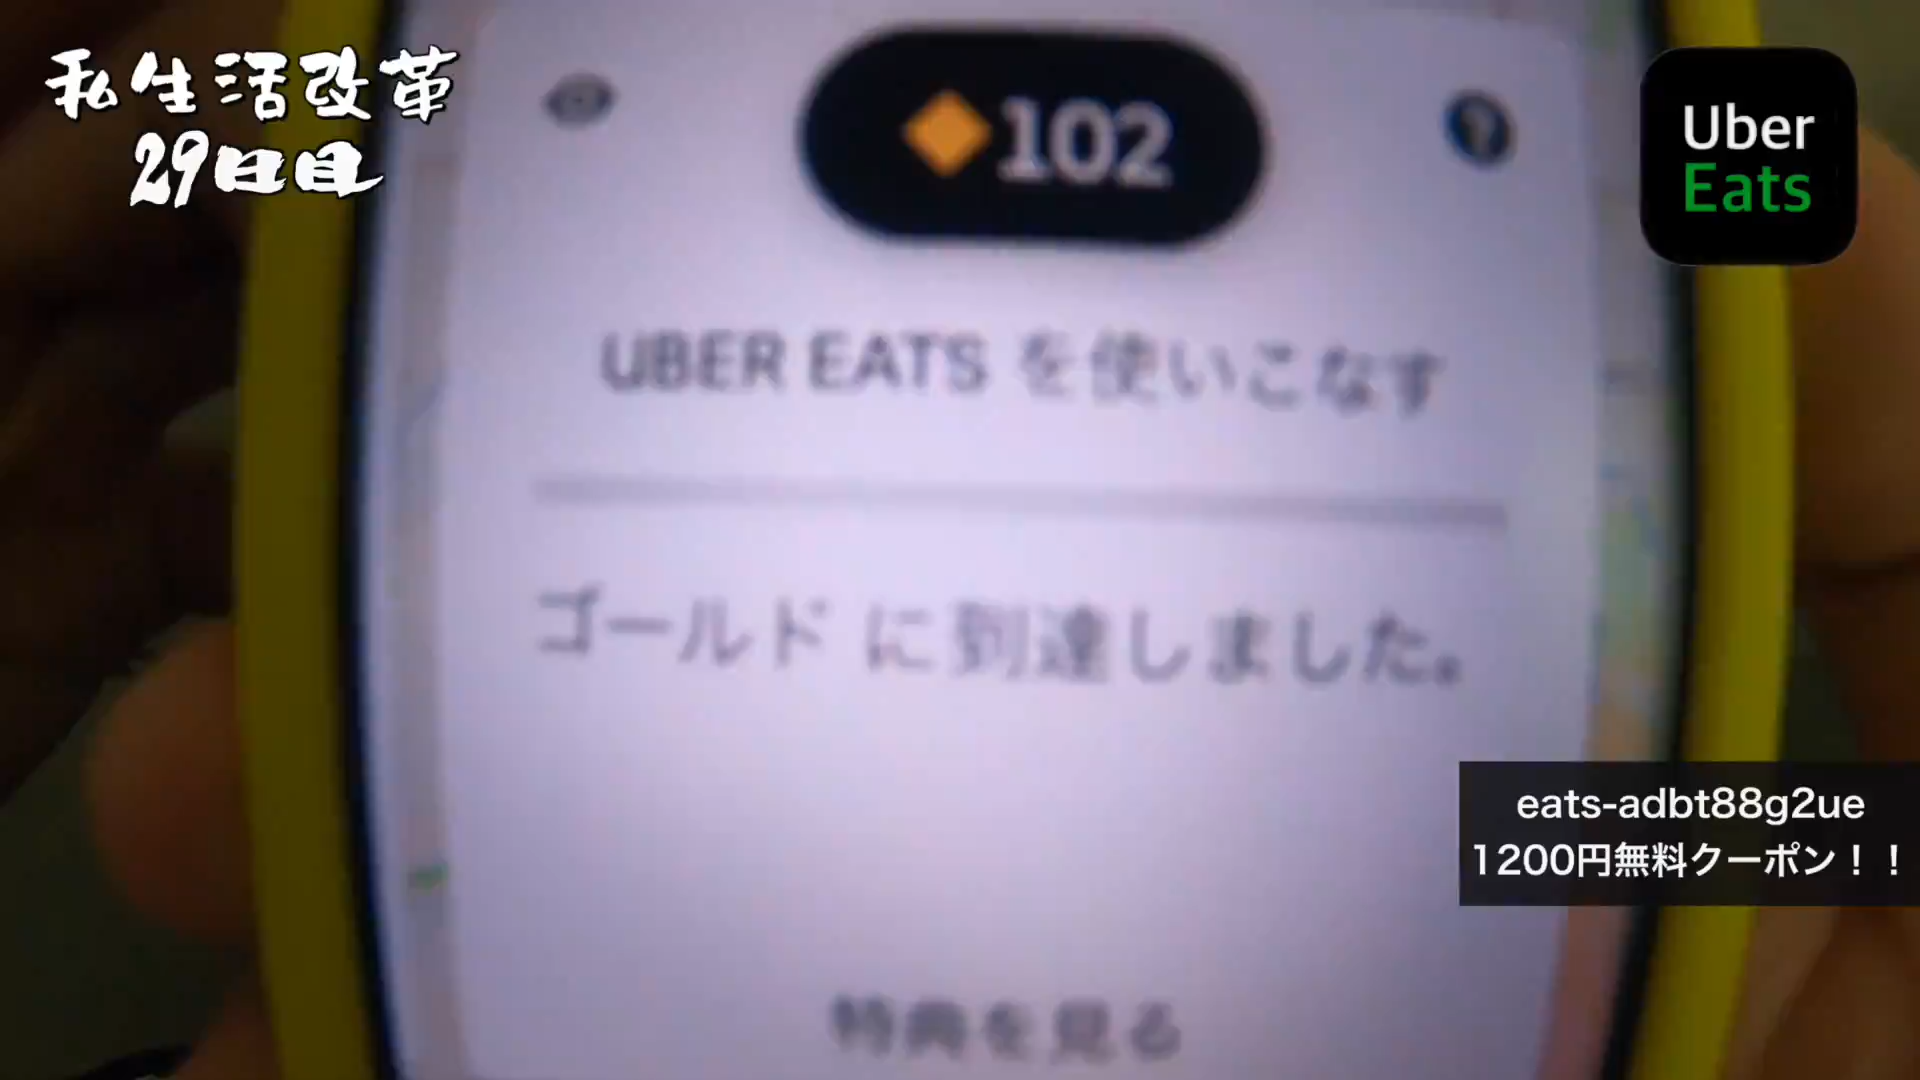 私生活改革
29日目
102
Uber
Eats
UBER EATS を使いこなす
ゴールド に到達しました。
eats-adbt88g2ue
1200円無料クーポン！！
特典を見る